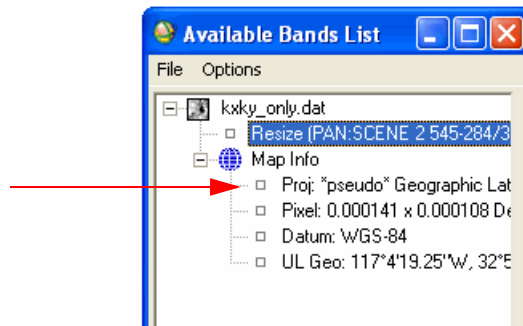 Available Bands List
File Options
kxky_only.dat
Resize (PAN:SCENE 2 545-284/3
Map Info
Proj: *pseudo* Geographic Lat
Pixel: 0.000141 x 0.000108 De
Datum: WGS-84
UL Geo: 117°4'19.25"W, 32°5